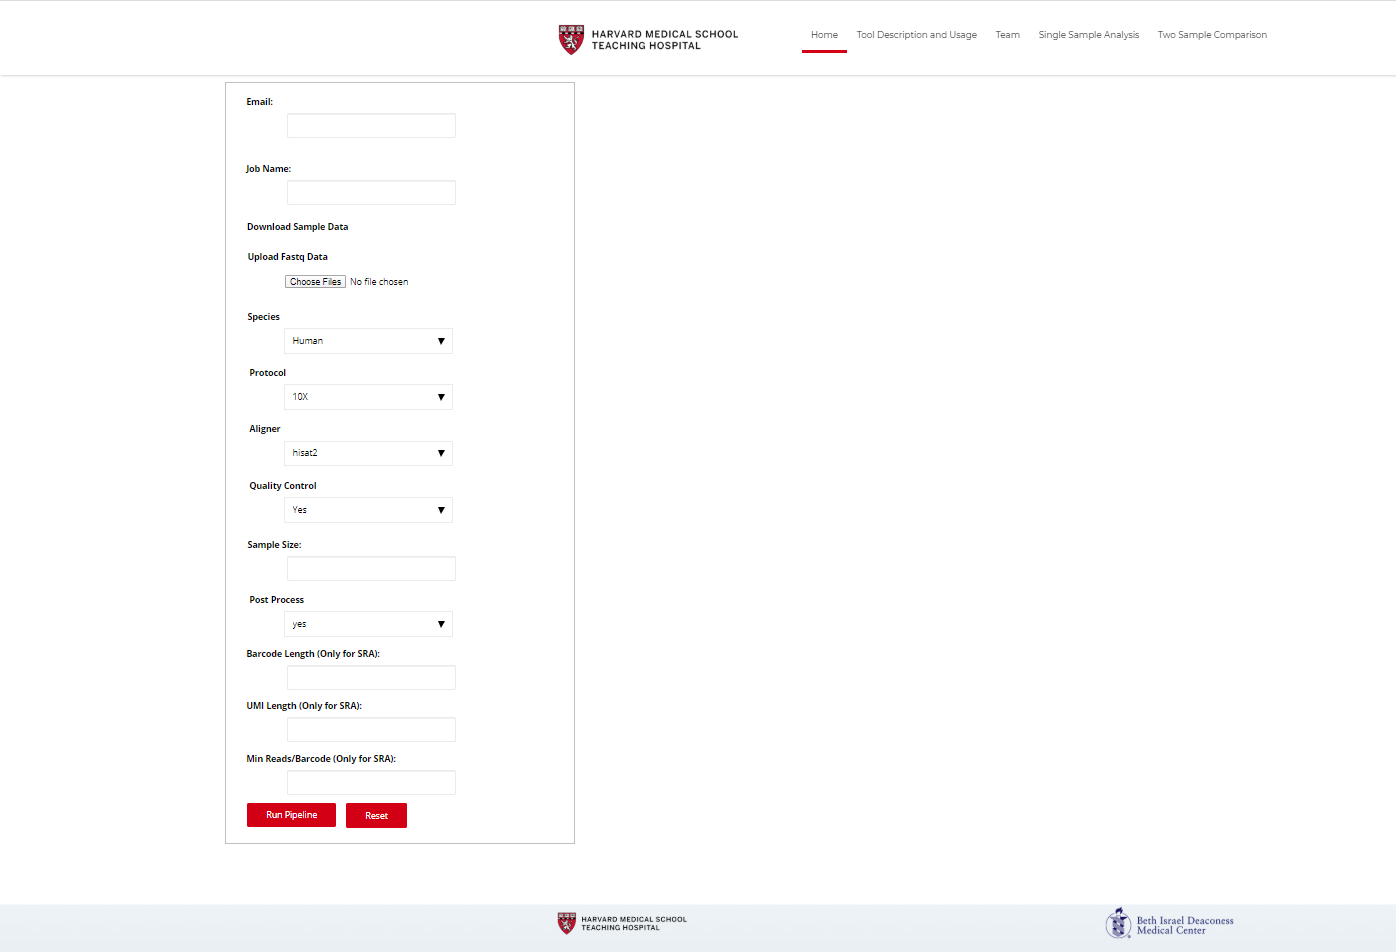 HARVARD MEDICAL SCHOOL
TEACHING HOSPITAL
Home Tool Description and Usage Team Single Sample Analysis Two Sample Comparison
Email:
Job Name:
Download Sample Data
Upload Fastq Data
Choose Files No file chosen
Species
Human
Protocol
10X
Aligner
hisat2
Quality Control
Yes
Sample Size:
Post Process
yes
Barcode Length (Only for SRA):
UMI Length (Only for SRA):
Min Reads/Barcode (Only for SRA):
Run Pipeline Reset
HARVARD MEDICAL SCHOOL
TEACHING HOSPITAL
Beth Israel Deaconess
Medical Center